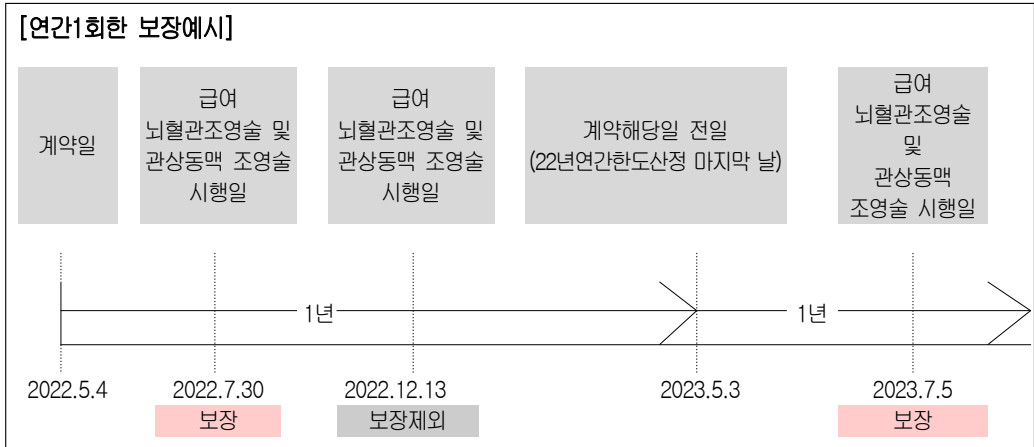 [연간1회한 보장예시]
계약일
급여
뇌혈관조영술 및
관상동맥 조영술
시행일
급여
뇌혈관조영술 및
관상동맥 조영술
시행일
계약해당일 전일
(22년연간한도산정 마지막 날)
급여
뇌혈관조영술
및
관상동맥
조영술 시행일
1년
1년
2022.5.4
2022.7.30
2022.12.13
2023.5.3
2023.7.5
보장
보장제외
보장